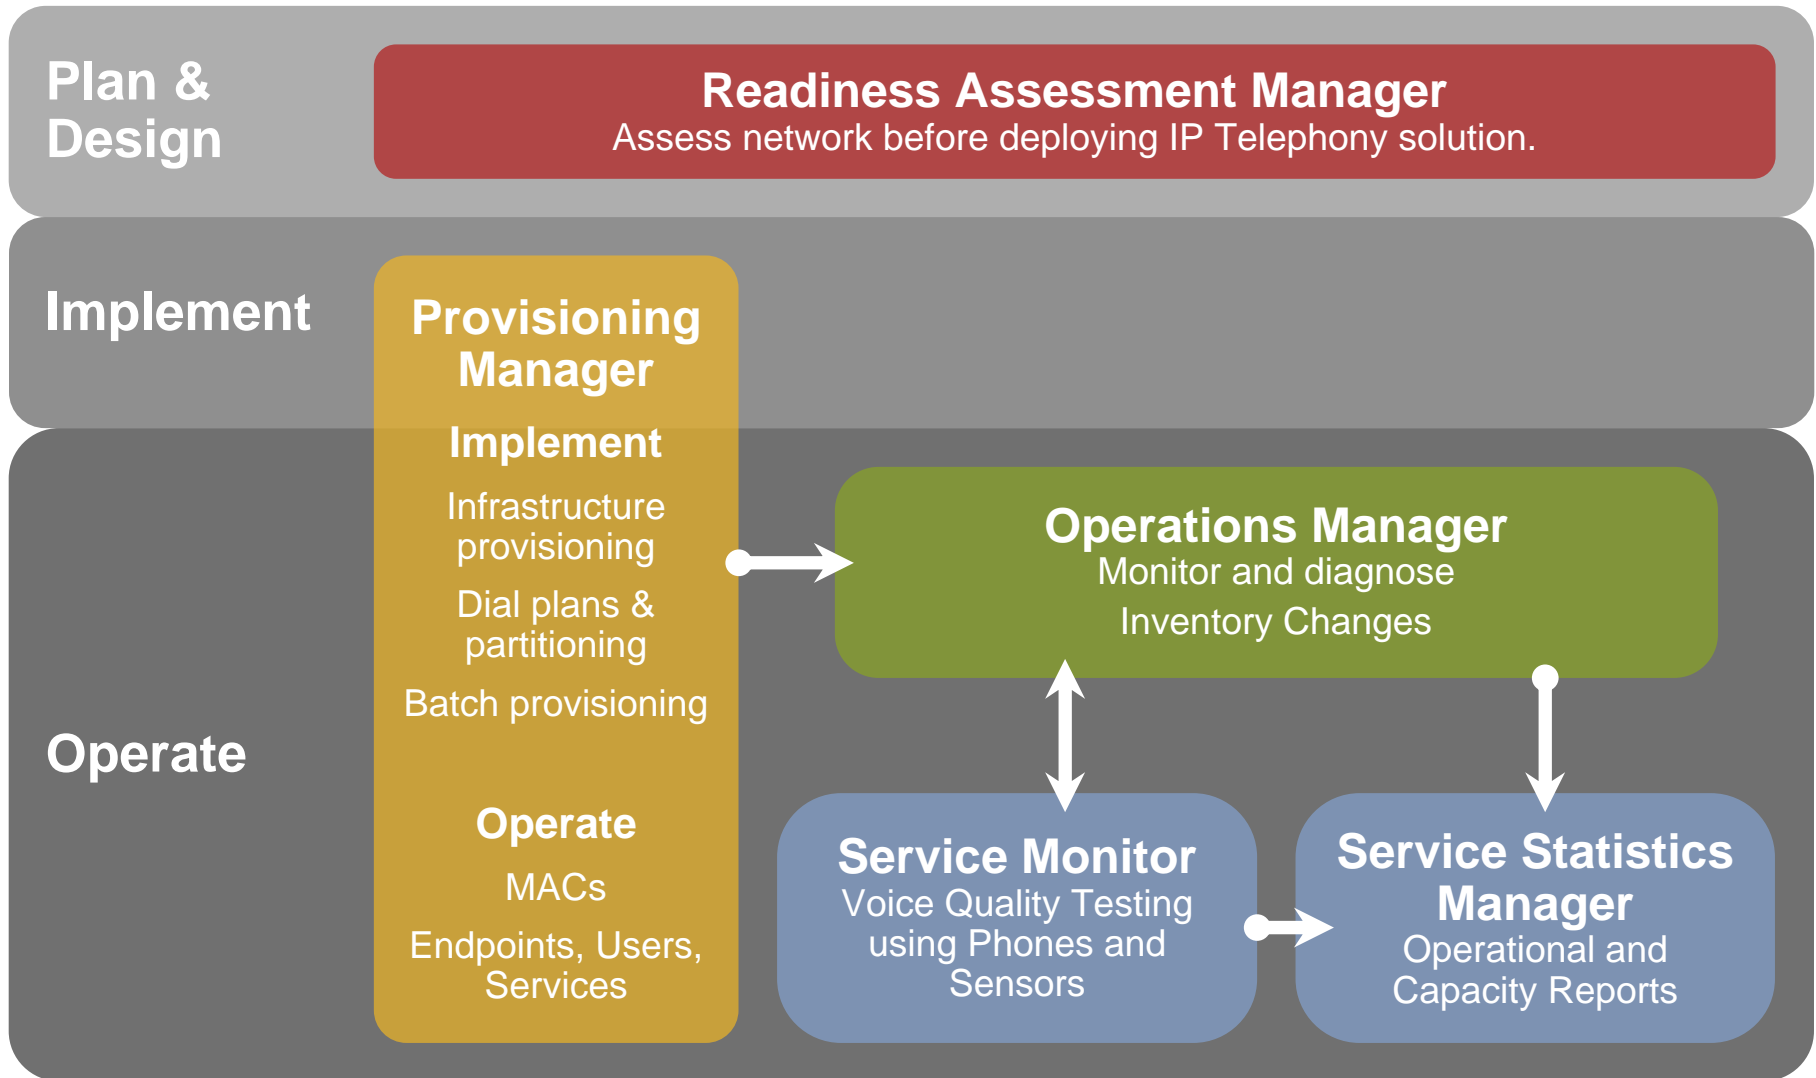 Plan &
Design
Readiness Assessment Manager
Assess network before deploying IP Telephony solution.
Implement
Provisioning
Manager
Implement
Infrastructure
provisioning
Dial plans &
partitioning
Batch provisioning
Operate
MACs
Endpoints, Users,
Services
Operate
Operations Manager
Monitor and diagnose
Inventory Changes
Service Monitor
Voice Quality Testing
using Phones and
Sensors
Service Statistics
Manager
Operational and
Capacity Reports